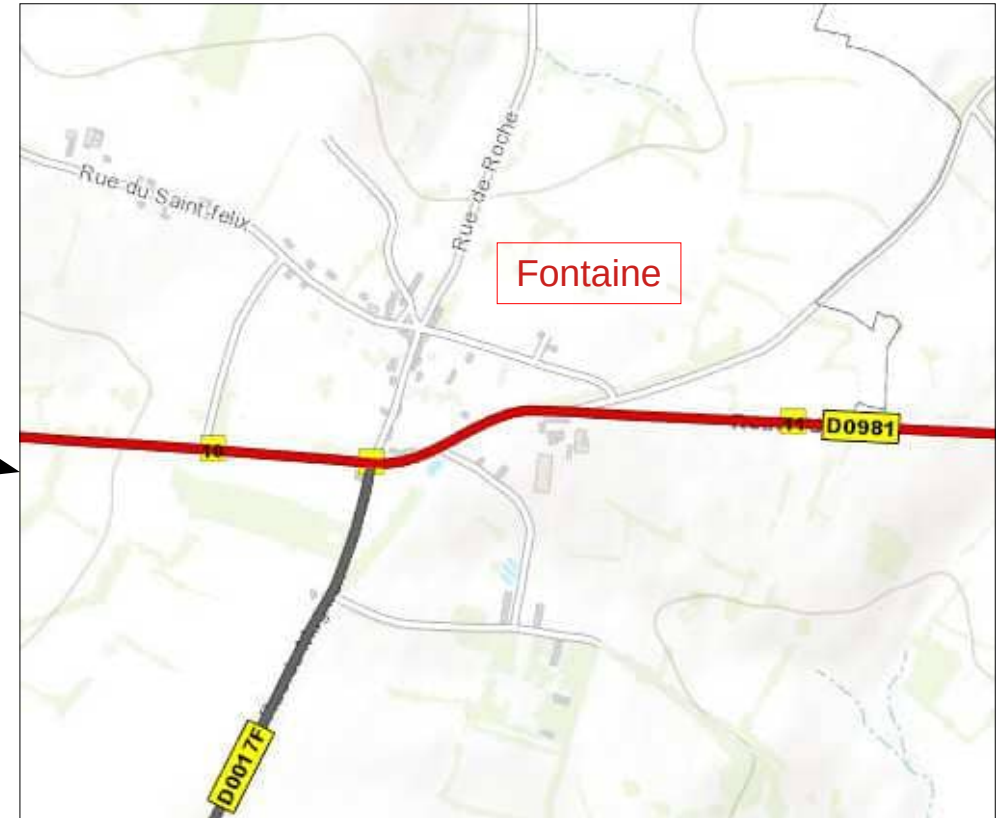 Rue-de-Roche
Rue-du Saint-felix
Fontaine
10
11
D0981
D0017F